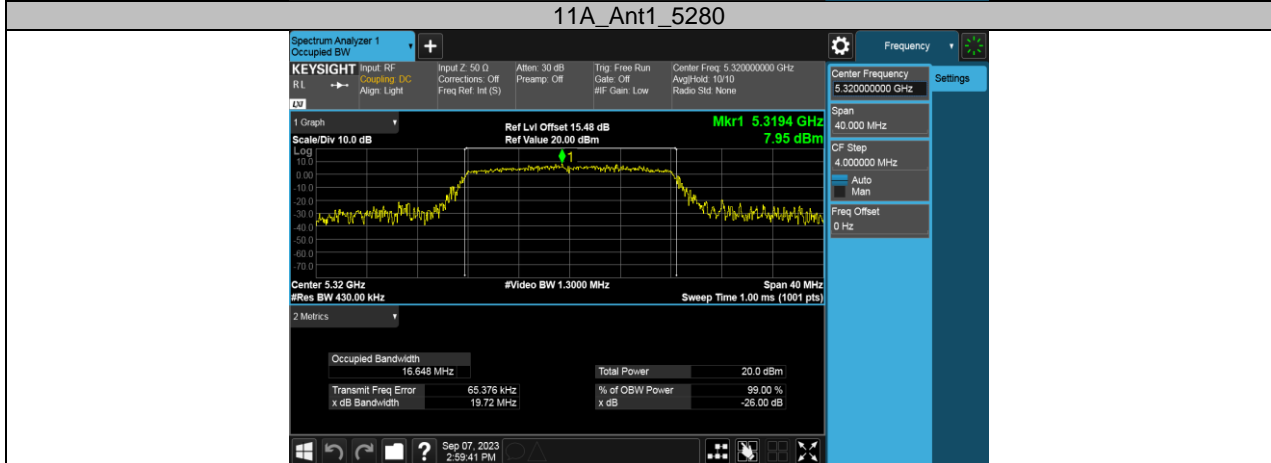 11A_Ant1_5280
Spectrum Analyzer 1
Occupied BW
+
Frequency
KEYSIGHT
RL
LXI
Input: RF
Coupling: DC
Align: Light
Input Z: 50 Ω
Corrections: Off
Freq Ref: Int (S)
Atten: 30 dB
Preamp: Off
Trig: Free Run
Gate: Off
#IF Gain: Low
Center Freq: 5.320000000 GHz
Avg|Hold: 10/10
Radio Std: None
Center Frequency
5.320000000 GHz
Settings
Span
40.000 MHz
CF Step
4.000000 MHz
Auto
Man
Freq Offset
0 Hz
1 Graph
Scale/Div 10.0 dB
Ref Lvl Offset 15.48 dB
Ref Value 20.00 dBm
Mkr1 5.3194 GHz
7.95 dBm
Log
1
10.0
0.00
-10.0
-20.0
-30.0
-40.0
-50.0
-60.0
-70.0
Center 5.32 GHz
#Video BW 1.3000 MHz
Span 40 MHz
#Res BW 430.00 kHz
Sweep Time 1.00 ms (1001 pts)
2 Metrics
Occupied Bandwidth
16.648 MHz
Total Power 20.0 dBm
Transmit Freq Error 65.376 kHz
% of OBW Power 99.00 %
x dB Bandwidth 19.72 MHz
x dB -26.00 dB
?
Sep 07, 2023
2:59:41 PM